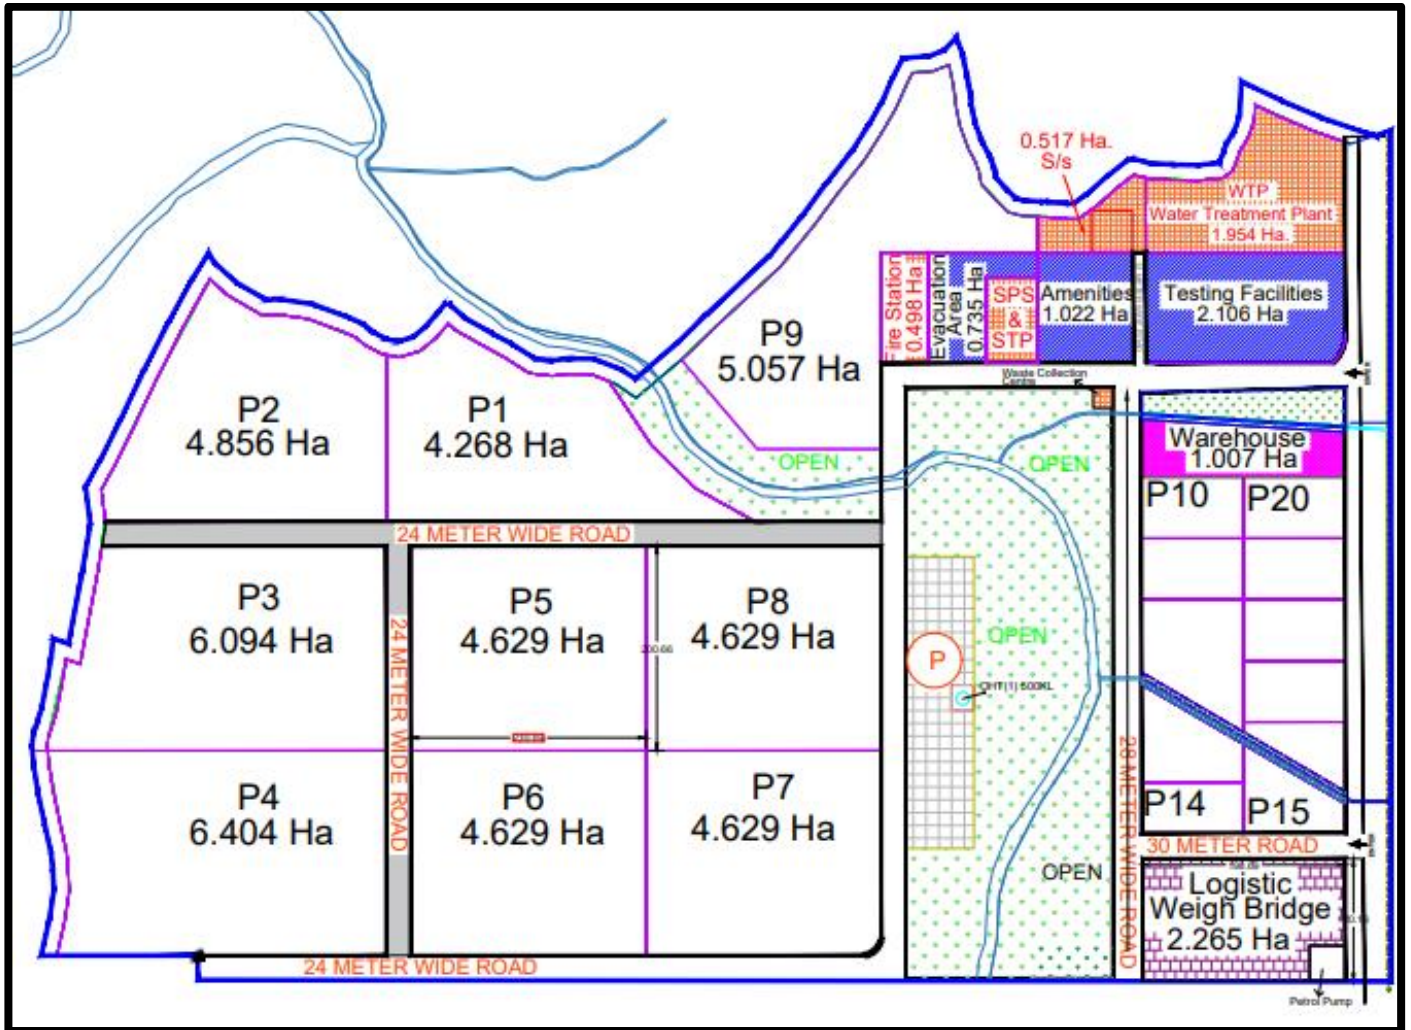 0.517 Ha.
S/s
WTP
Water Treatment Plant
1.954 Ha.
Fire Station
0.498 Ha
Evacuation
Area
0.735 Ha
SPS
&
STP
Amenities
1.022 Ha
Testing Facilities
2.106 Ha
P9
5.057 Ha
Waste Collection
Centre
P2
4.856 Ha
P1
4.268 Ha
OPEN
OPEN
Warehouse
1.007 Ha
P10
P20
24 METER WIDE ROAD
P3
6.094 Ha
24 METER WIDE ROAD
P5
4.629 Ha
P8
4.629 Ha
200.66
OPEN
P
OHT(1) 500KL
P4
6.404 Ha
P6
4.629 Ha
P7
4.629 Ha
28 METER WIDE ROAD
P14
P15
30 METER ROAD
OPEN
Logistic
Weigh Bridge
2.265 Ha
24 METER WIDE ROAD
Petrol Pump